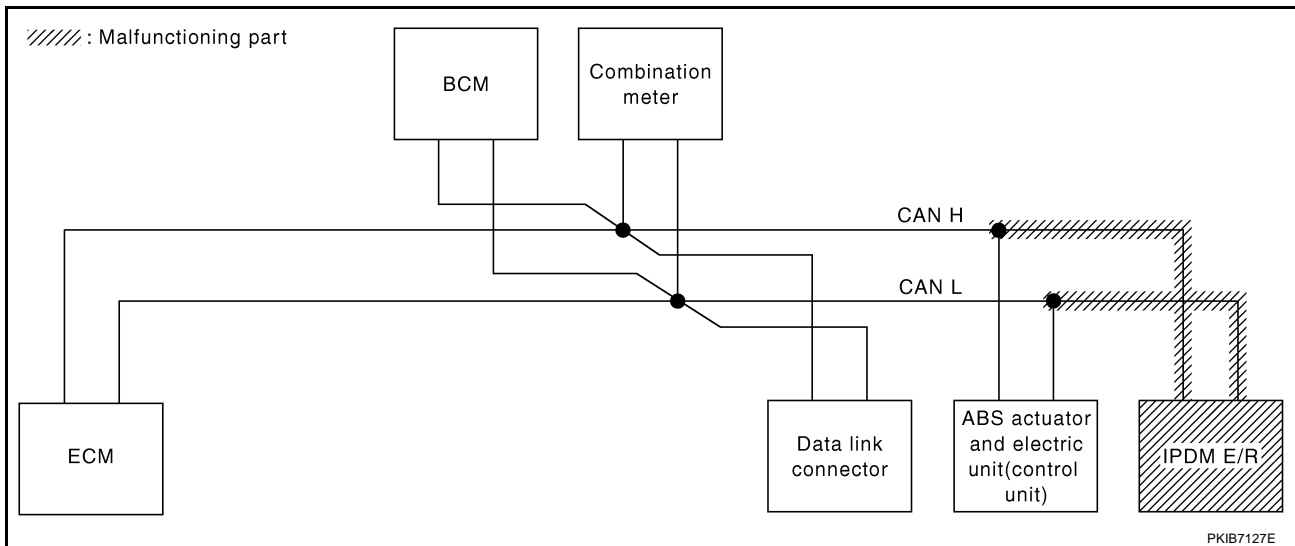 : Malfunctioning part
BCM
Combination
meter
CAN H
CAN L
ECM
Data link
connector
ABS actuator
and electric
unit(control
unit)
IPDM E/R
PKIB7127E